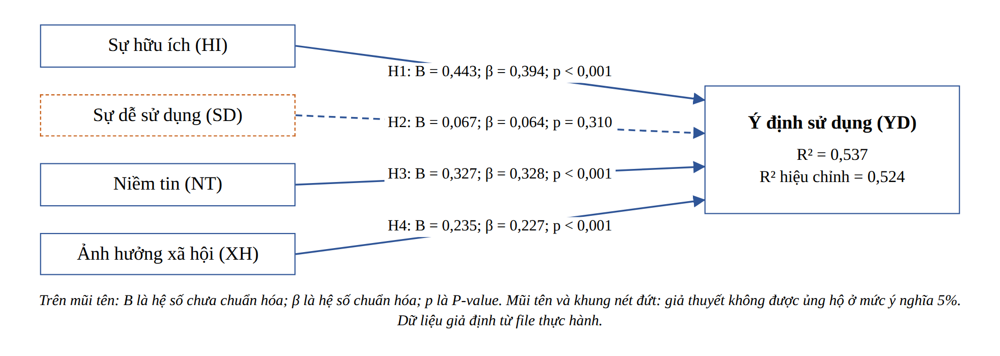 Sự hữu ích (HI)
H1: B = 0,443; β = 0,394; p < 0,001
Sự dễ sử dụng (SD)
H2: B = 0,067; β = 0,064; p = 0,310
Niềm tin (NT)
H3: B = 0,327; β = 0,328; p < 0,001
Ảnh hưởng xã hội (XH)
H4: B = 0,235; β = 0,227; p < 0,001
Ý định sử dụng (YD)
R² = 0,537
R² hiệu chỉnh = 0,524
Trên mũi tên: B là hệ số chưa chuẩn hóa; β là hệ số chuẩn hóa; p là P-value. Mũi tên và khung nét đứt: giả thuyết không được ủng hộ ở mức ý nghĩa 5%.
Dữ liệu giả định từ file thực hành.